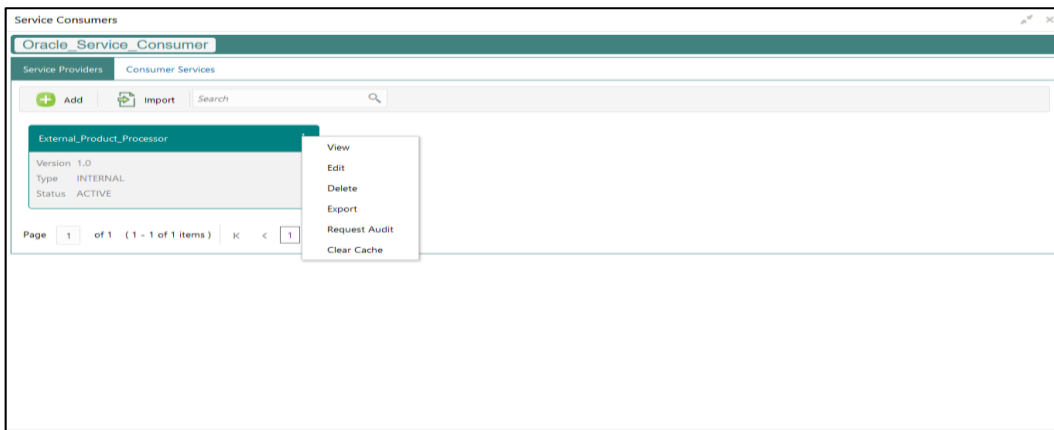 Service Consumers
Oracle_Service_Consumer
Service Providers Consumer Services
Add Import Search
External_Product_Processor
Version 1.0
Type INTERNAL
Status ACTIVE
View
Edit
Delete
Export
Request Audit
Clear Cache
Page 1 of 1 ( 1 - 1 of 1 items ) K < 1